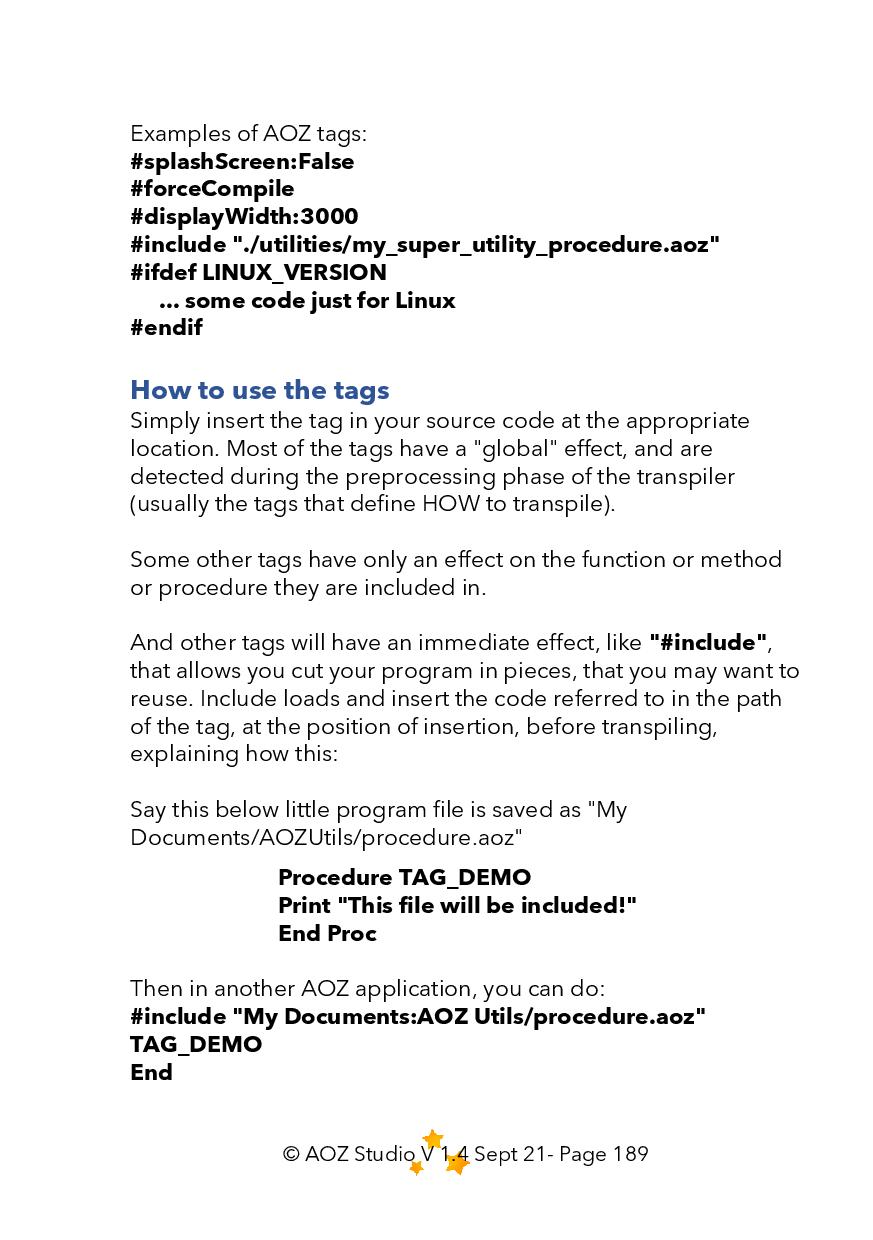 Examples of AOZ tags:
#splashScreen:False
#forceCompile
#displayWidth:3000
#include "./utilities/my_super_utility_procedure.aoz"
#ifdef LINUX_VERSION
... some code just for Linux
#endif
How to use the tags
Simply insert the tag in your source code at the appropriate
location. Most of the tags have a "global" effect, and are
detected during the preprocessing phase of the transpiler
(usually the tags that define HOW to transpile).
Some other tags have only an effect on the function or method
or procedure they are included in.
And other tags will have an immediate effect, like "#include",
that allows you cut your program in pieces, that you may want to
reuse. Include loads and insert the code referred to in the path
of the tag, at the position of insertion, before transpiling,
explaining how this:
Say this below little program file is saved as "My
Documents/AOZUtils/procedure.aoz"
Procedure TAG_DEMO
Print "This file will be included!"
End Proc
Then in another AOZ application, you can do:
#include "My Documents:AOZ Utils/procedure.aoz"
TAG_DEMO
End
© AOZ Studio V 1.4 Sept 21- Page 189